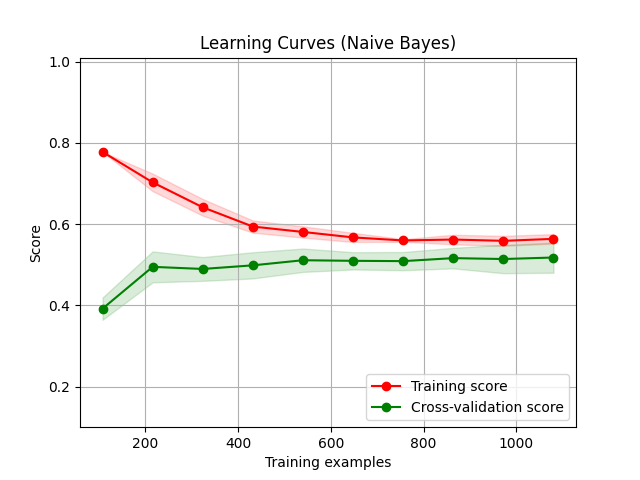 Learning Curves (Naive Bayes)
1.0
0.8
0.6
0.4
0.2
Score
200 400 600 800 1000
Training examples
Training score
Cross-validation score